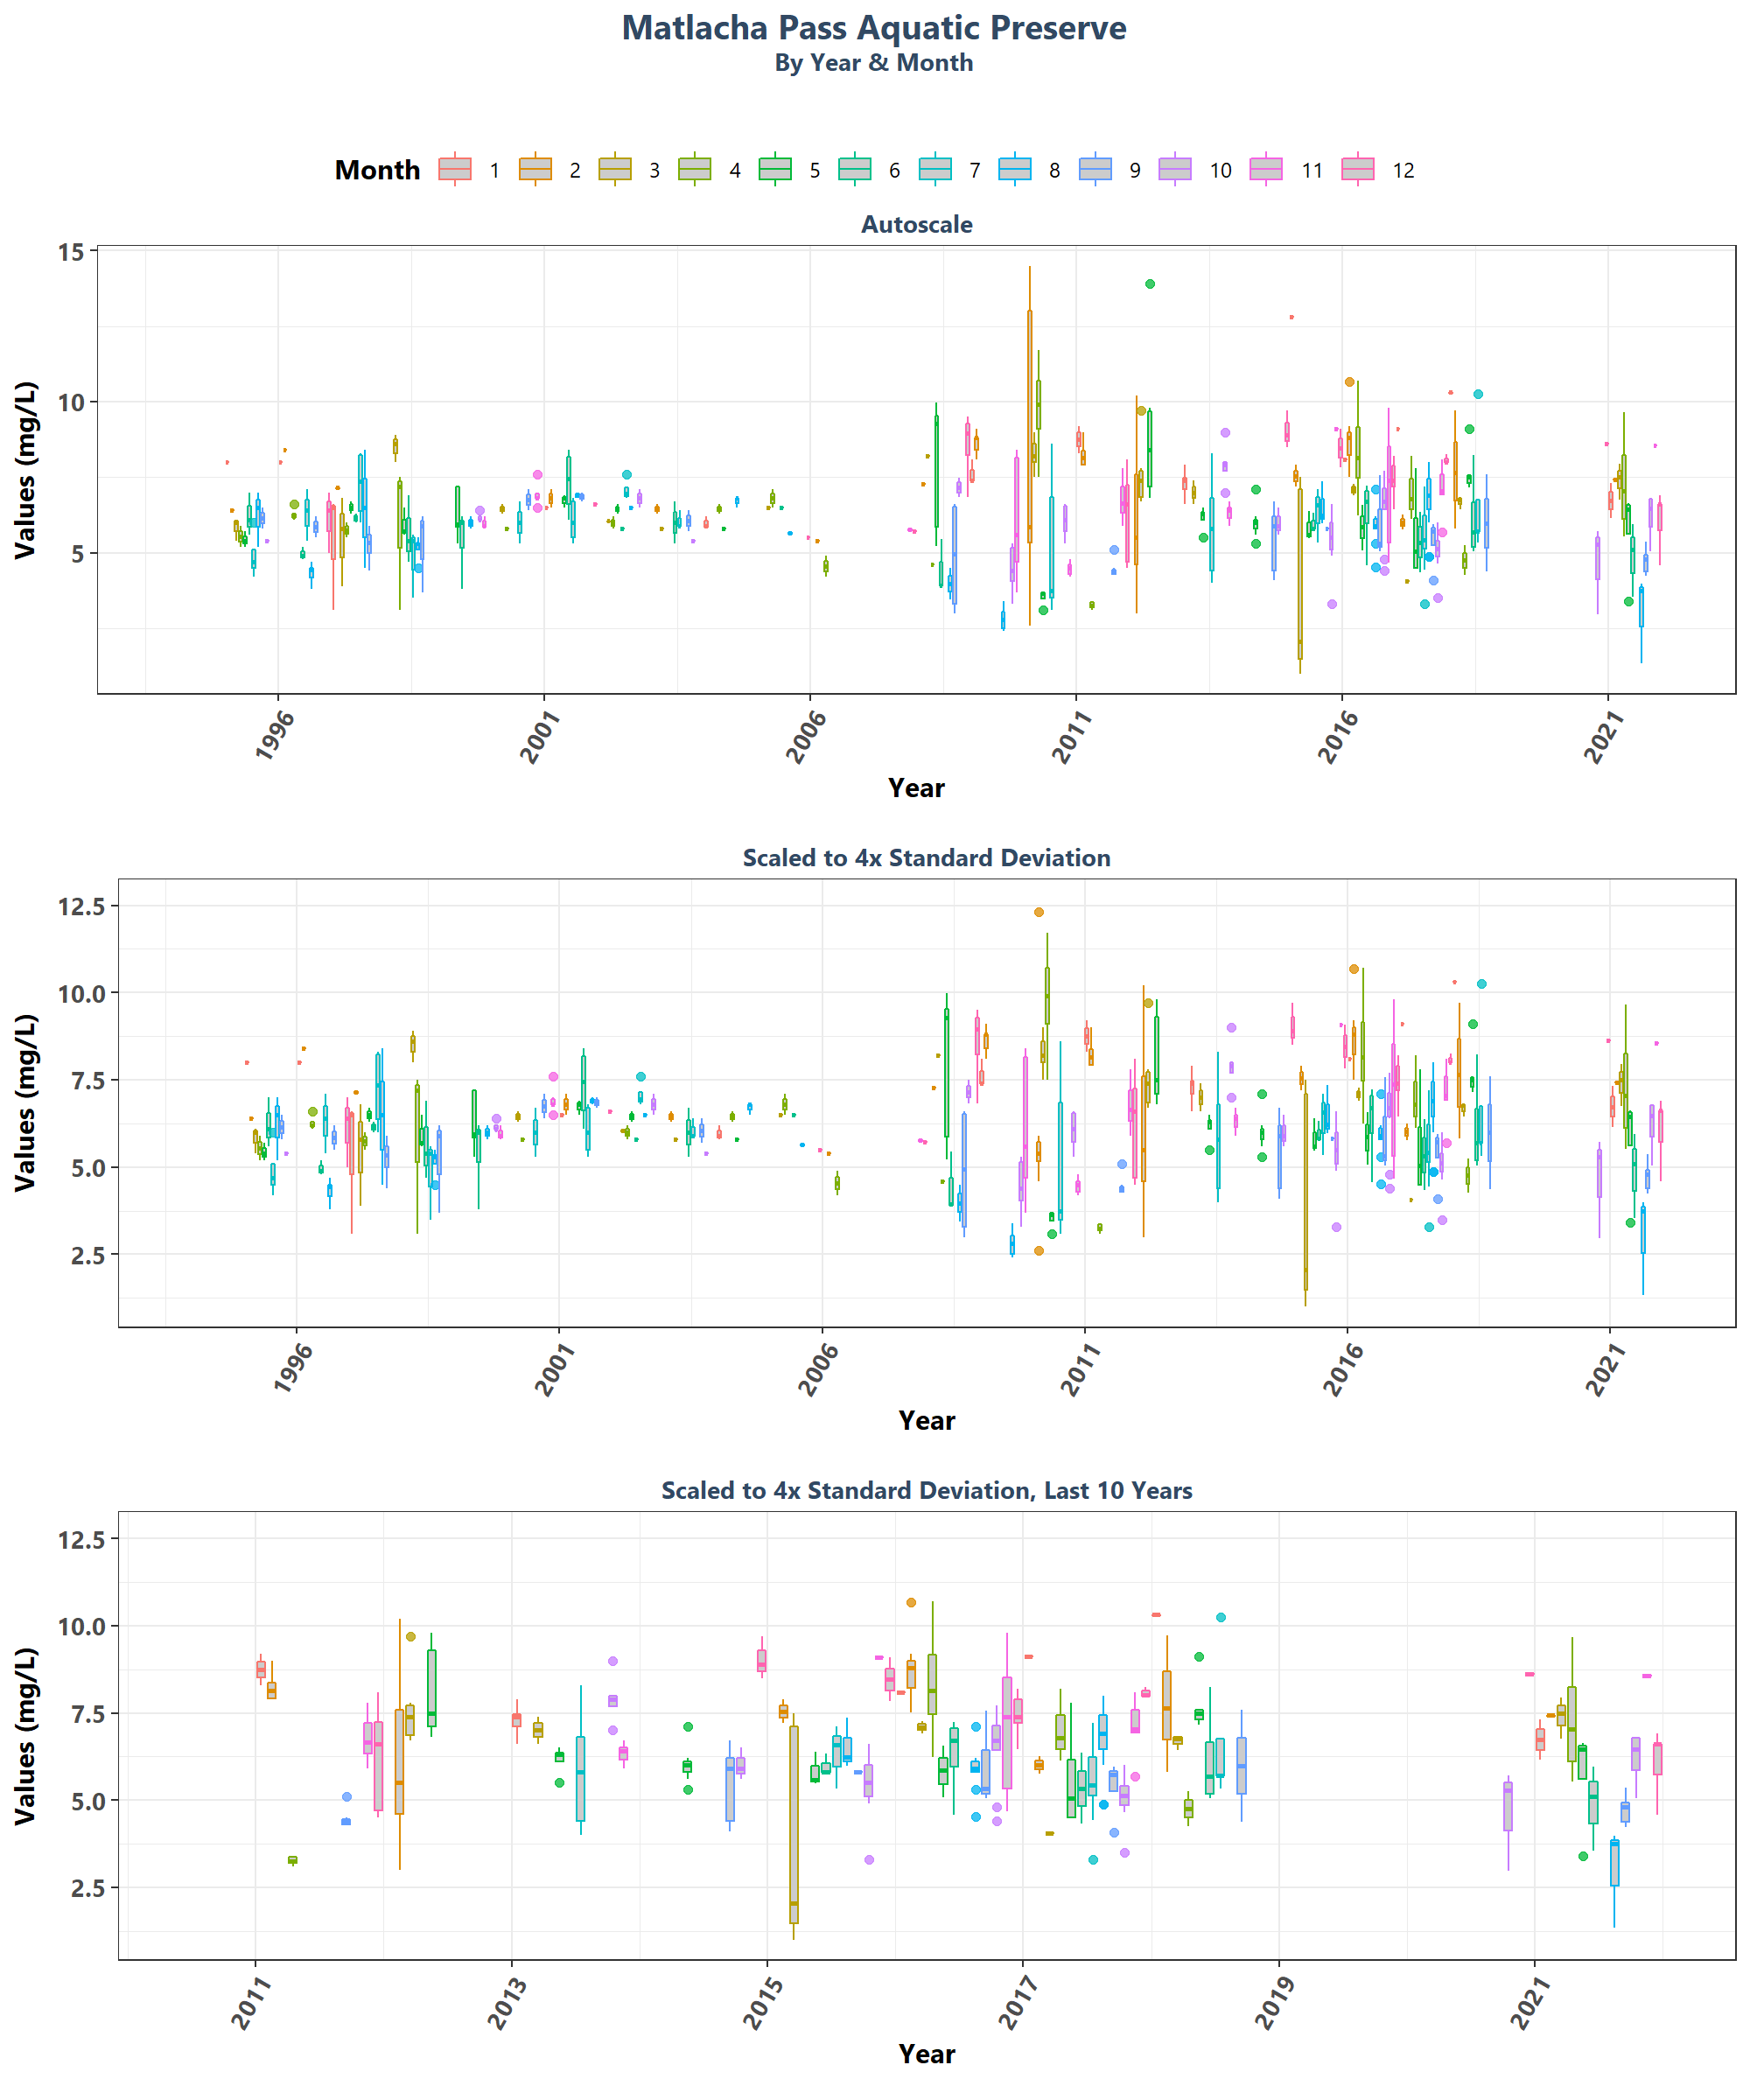 Matlacha Pass Aquatic Preserve
By Year & Month
Month 1 2 3 4 5 6 7 8 9 10 11 12
Autoscale
15
10
5
Values (mg/L)
1996 2001 2006 2011 2016 2021
Year
Scaled to 4x Standard Deviation
12.5
10.0
7.5
5.0
2.5
Values (mg/L)
1996 2001 2006 2011 2016 2021
Year
Scaled to 4x Standard Deviation, Last 10 Years
12.5
10.0
7.5
5.0
2.5
Values (mg/L)
2011 2013 2015 2017 2019 2021
Year